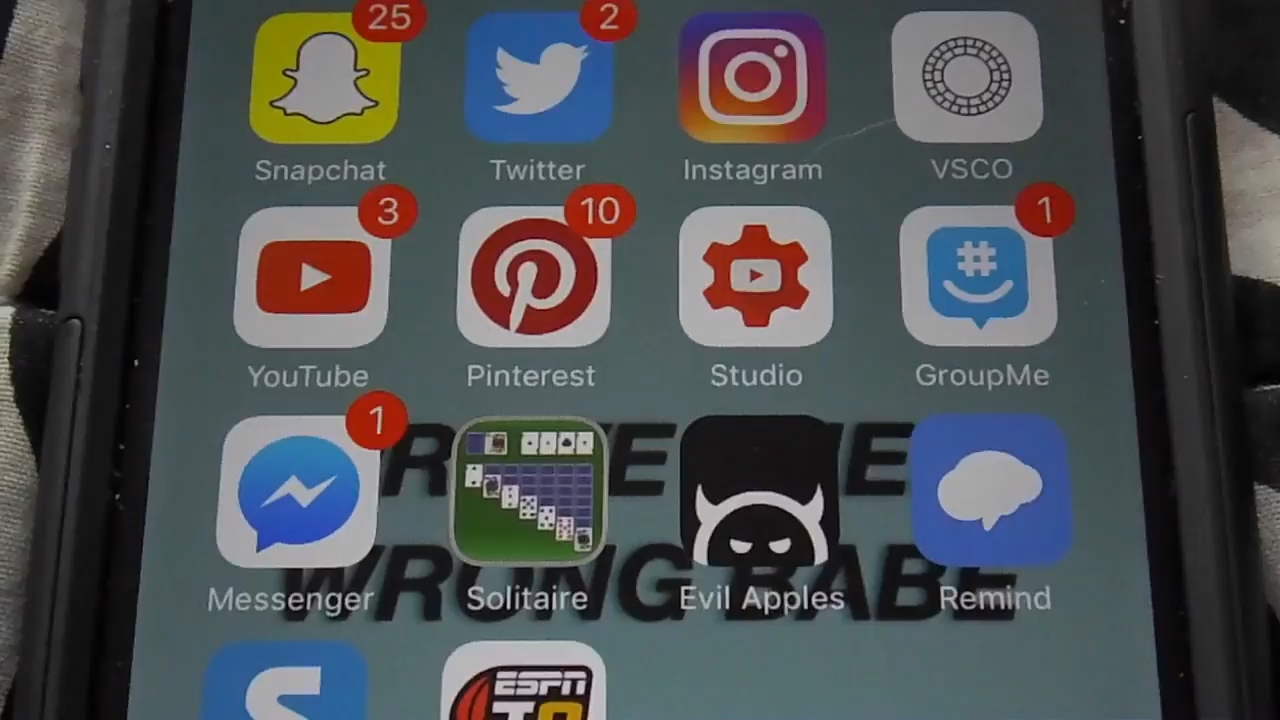 25 2
Snapchat Twitter Instagram VSCO
3 10 1
#
YouTube Pinterest Studio GroupMe
1
WRONG BABE
Messenger Solitaire Evil Apples Remind
S ESPN